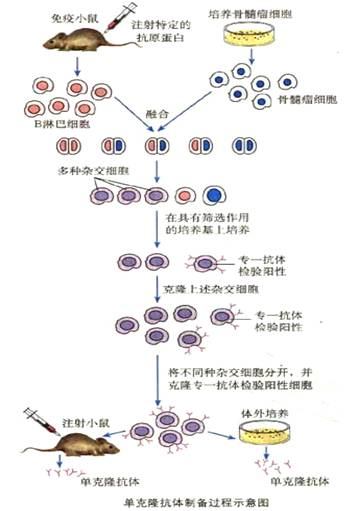 免疫小鼠
注射特定的
抗原蛋白
培养骨髓瘤细胞
B淋巴细胞
融合
骨髓瘤细胞
多种杂交细胞
在具有筛选作用
的培养基上培养
专一抗体
检验阳性
克隆上述杂交细胞
专一抗体
检验阳性
将不同种杂交细胞分开，并
克隆专一抗体检验阳性细胞
注射小鼠
体外培养
单克隆抗体
单克隆抗体
单克隆抗体制备过程示意图